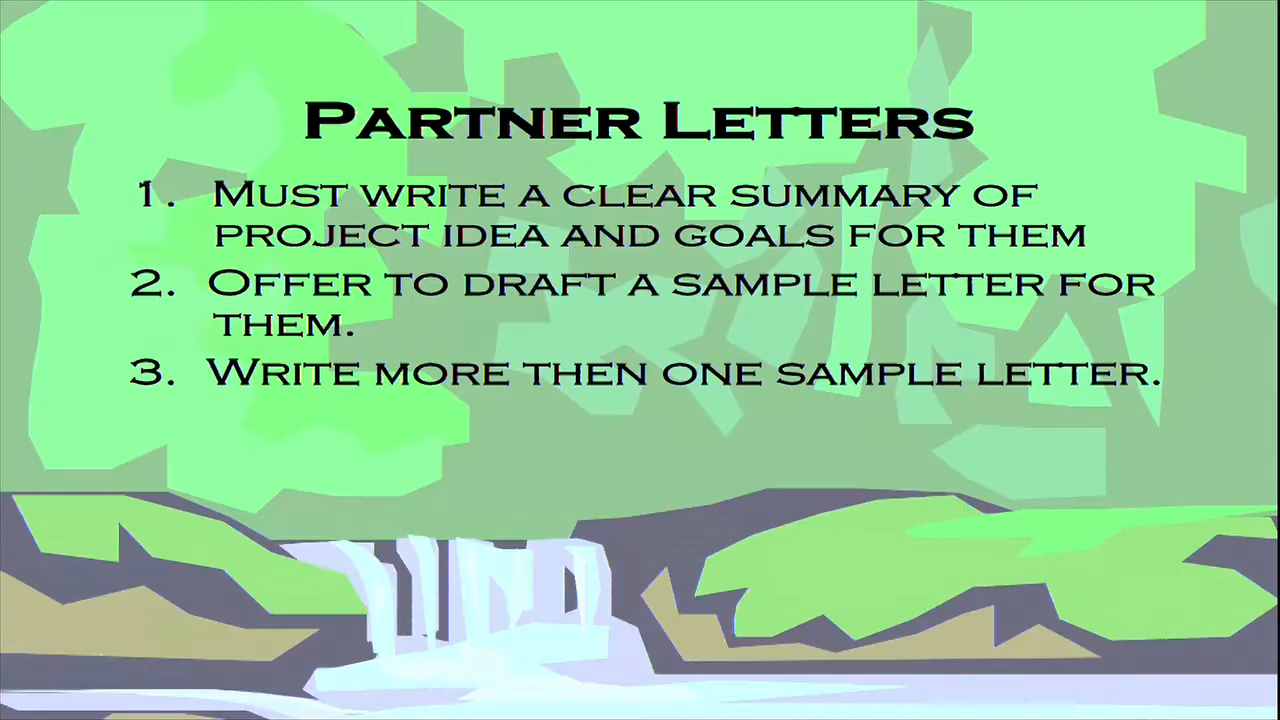 Partner Letters
1. Must write a clear summary of
project idea and goals for them
2. Offer to draft a sample letter for
them.
3. Write more then one sample letter.